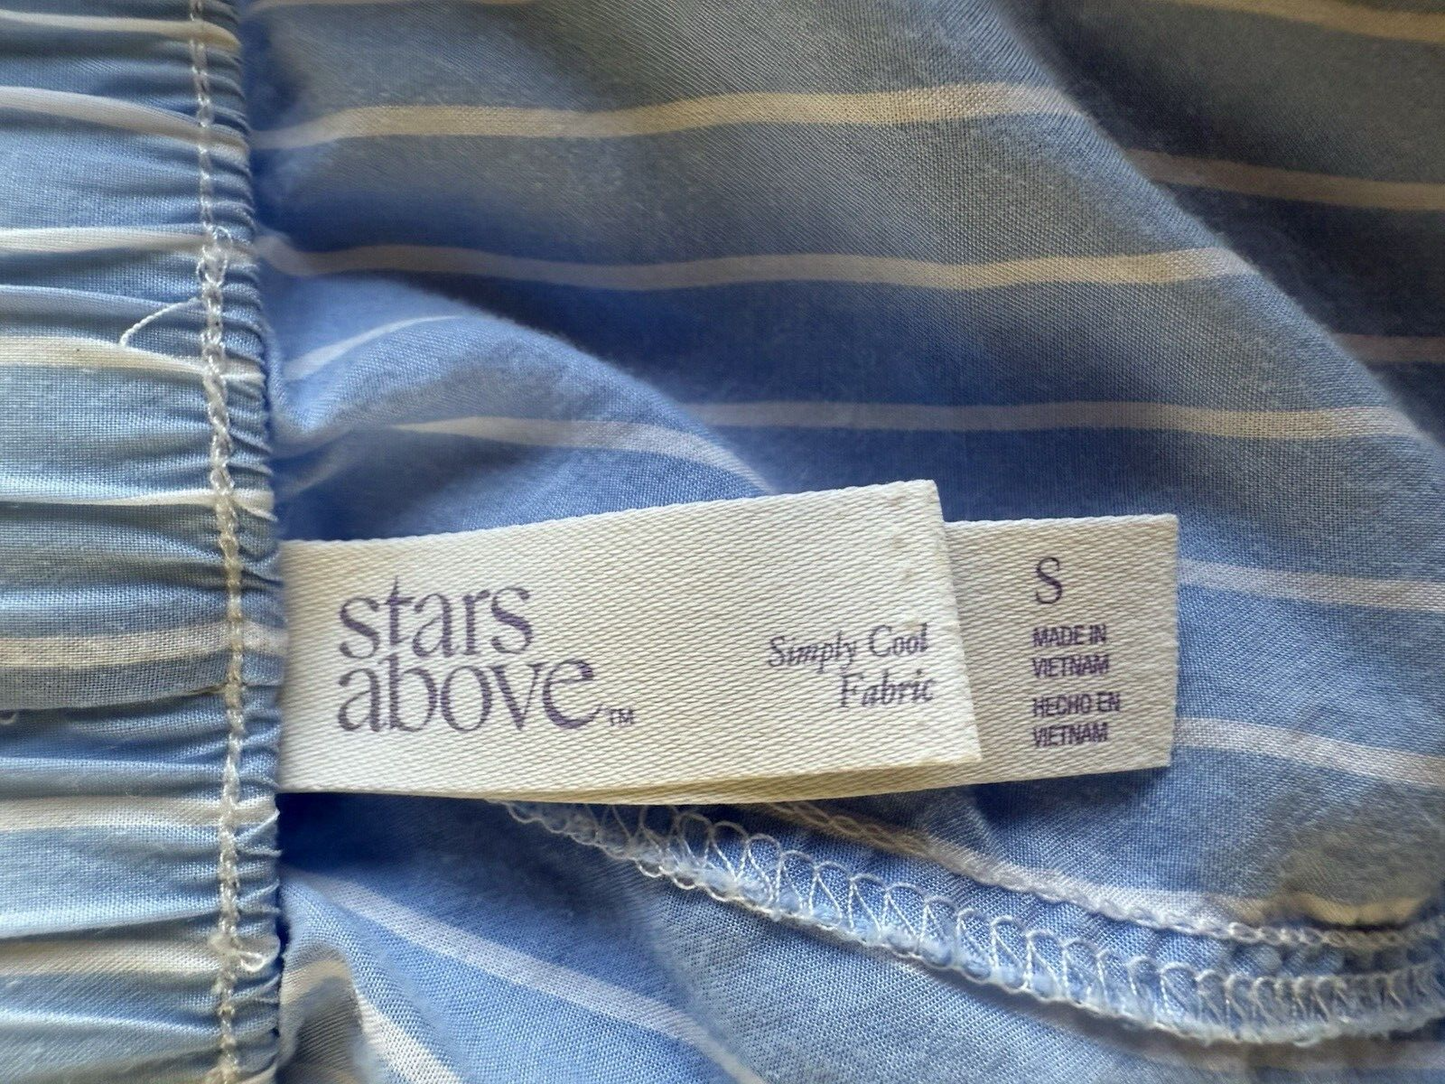 stars
above™
Simply Cool
Fabric
S
MADE IN
VIETNAM
HECHO EN
VIETNAM